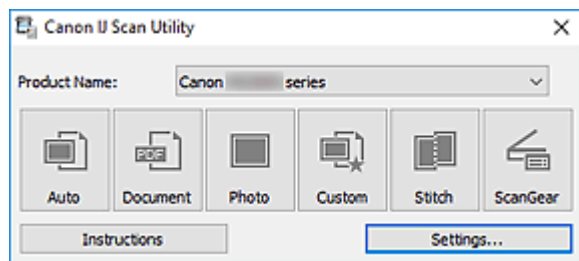 Canon IJ Scan Utility
Product Name: Canon series
Auto Document Photo Custom Stitch ScanGear
PDF
Instructions Settings...